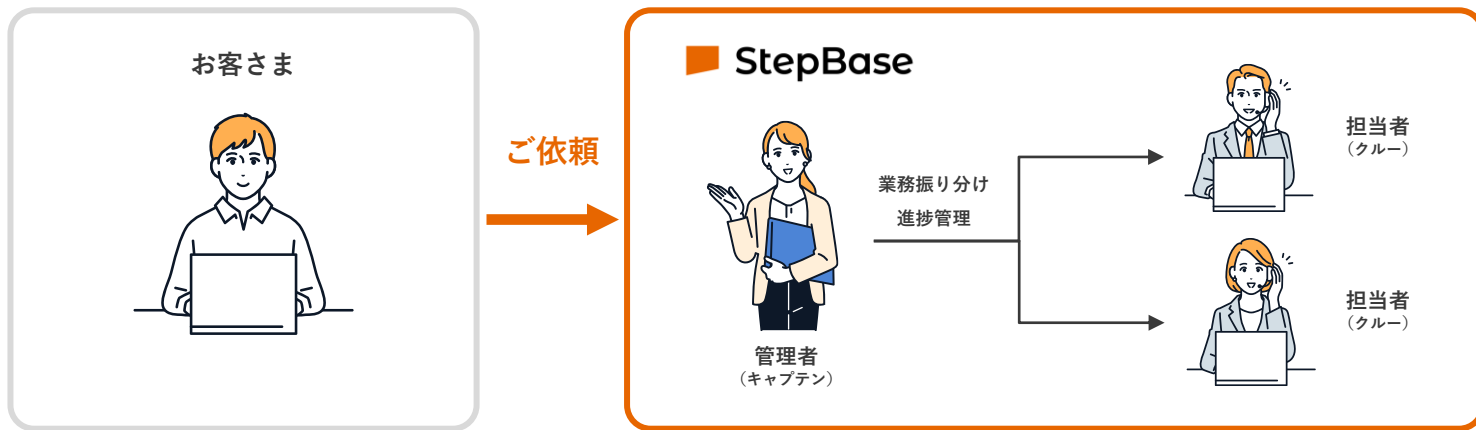 お客さま
ご依頼
StepBase
管理者
（キャプテン）
業務振り分け
進捗管理
担当者
（クルー）
担当者
（クルー）